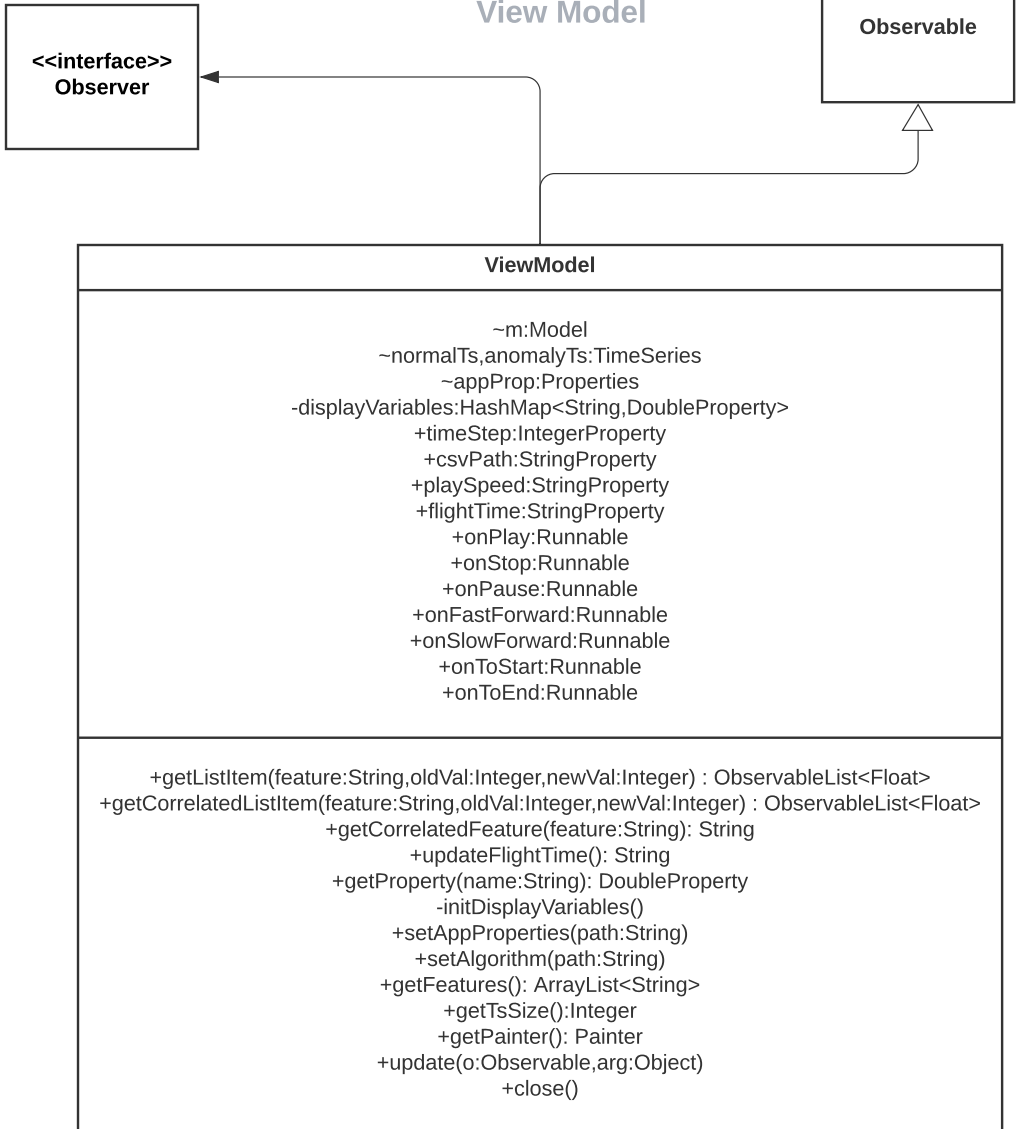 View Model
<<interface>>
Observer
Observable
ViewModel
~m:Model
~normalTs,anomalyTs:TimeSeries
~appProp:Properties
-displayVariables:HashMap<String,DoubleProperty>
+timeStep:IntegerProperty
+csvPath:StringProperty
+playSpeed:StringProperty
+flightTime:StringProperty
+onPlay:Runnable
+onStop:Runnable
+onPause:Runnable
+onFastForward:Runnable
+onSlowForward:Runnable
+onToStart:Runnable
+onToEnd:Runnable
+getListItem(feature:String,oldVal:Integer,newVal:Integer) : ObservableList<Float>
+getCorrelatedListItem(feature:String,oldVal:Integer,newVal:Integer) : ObservableList<Float>
+getCorrelatedFeature(feature:String): String
+updateFlightTime(): String
+getProperty(name:String): DoubleProperty
-initDisplayVariables()
+setAppProperties(path:String)
+setAlgorithm(path:String)
+getFeatures(): ArrayList<String>
+getTsSize():Integer
+getPainter(): Painter
+update(o:Observable,arg:Object)
+close()